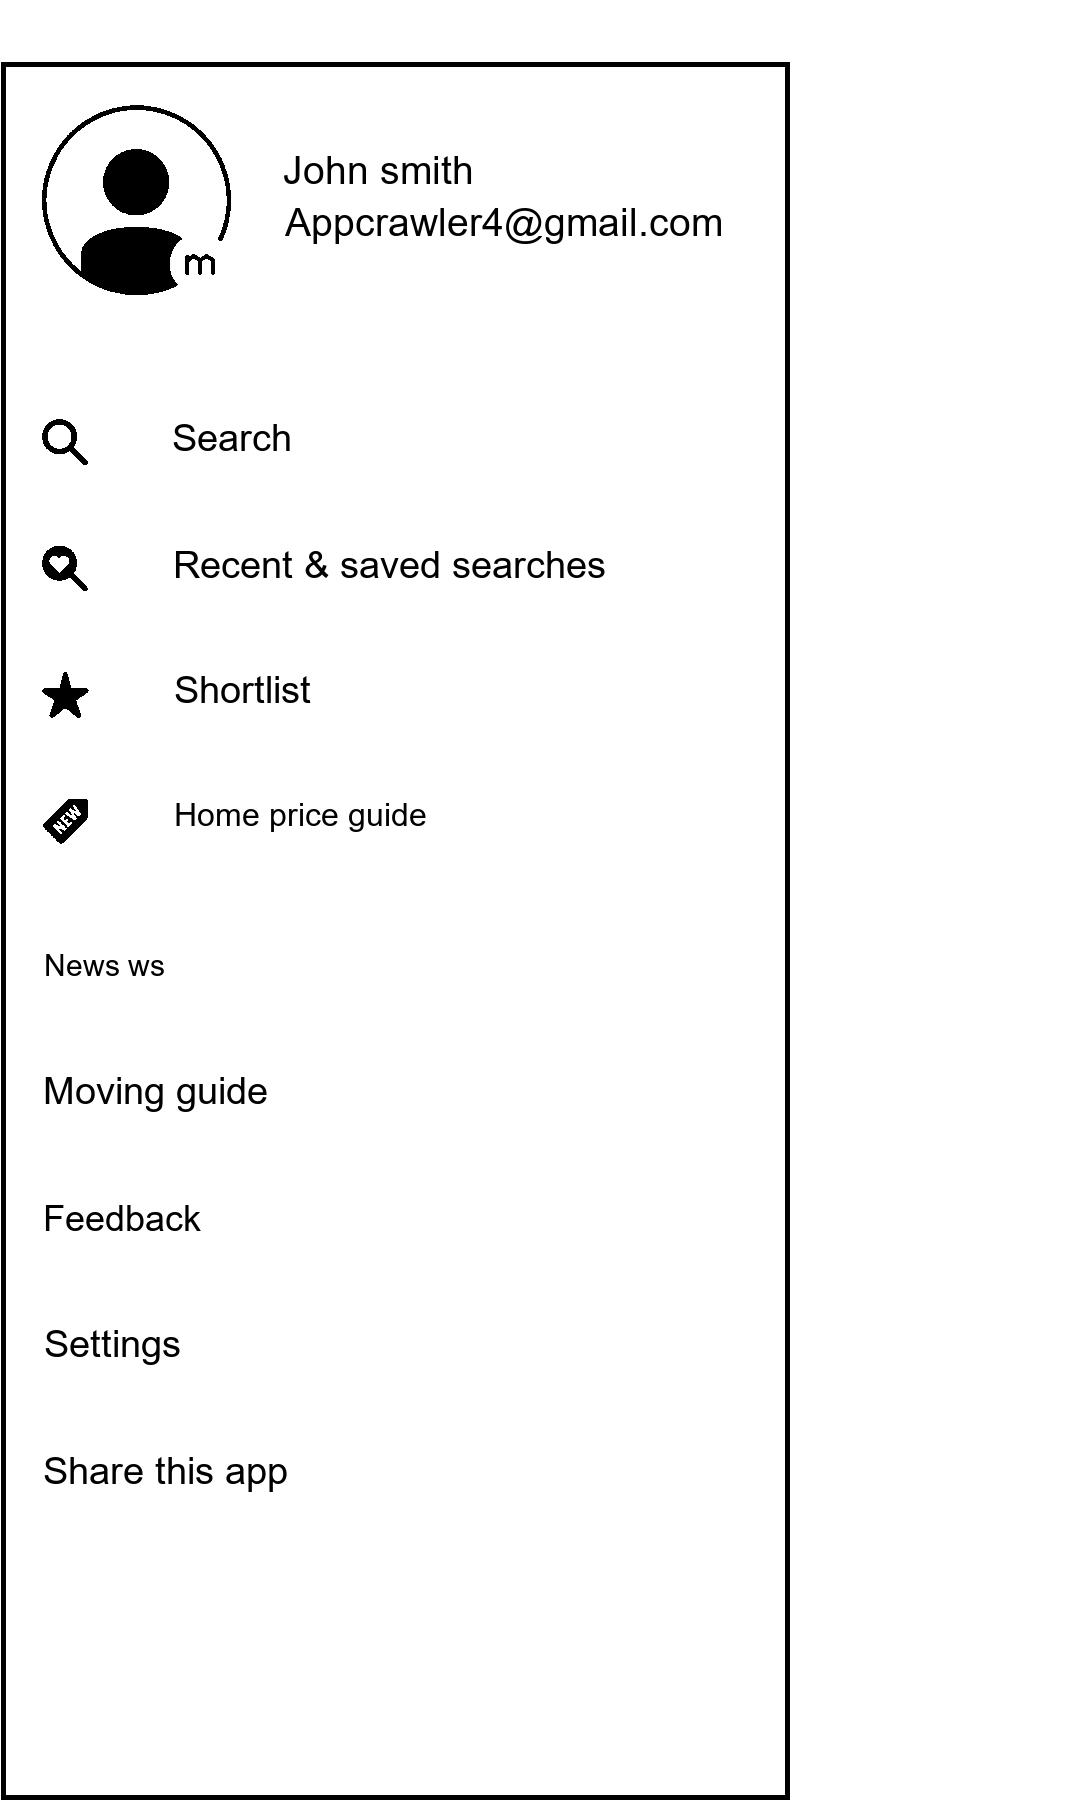 John smith
Appcrawler4@gmail.com
m
Search
Recent & saved searches
Shortlist
NEW
Home price guide
News ws
Moving guide
Feedback
Settings
Share this app